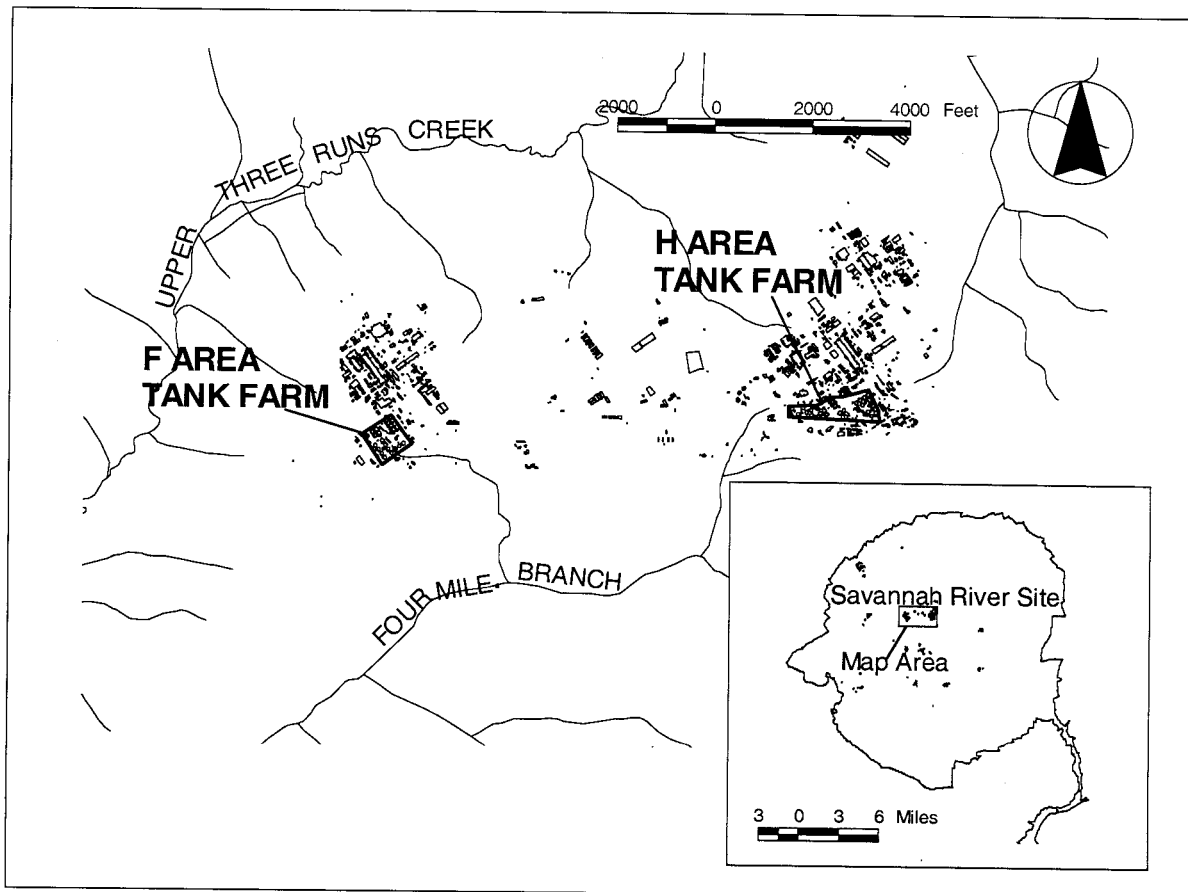 2000 0 2000 4000 Feet
UPPER THREE RUNS CREEK
H AREA
TANK FARM
F AREA
TANK FARM
FOUR MILE BRANCH
Savannah River Site
Map Area
3 0 3 6 Miles